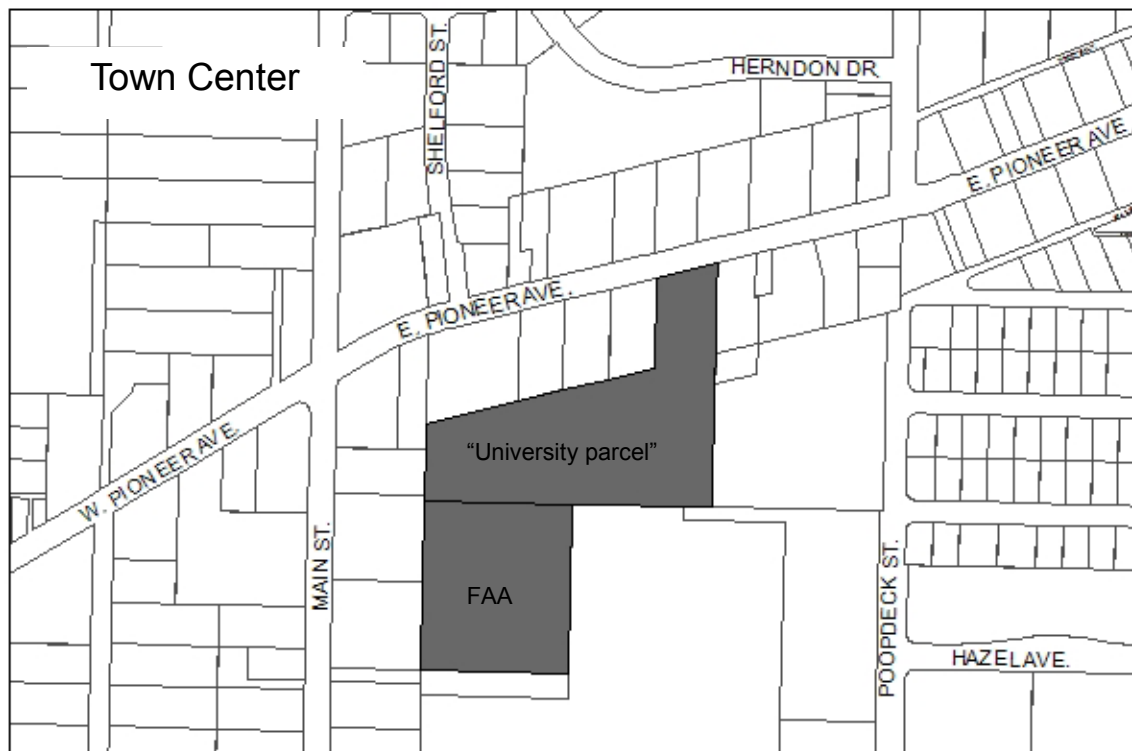 Town Center
SHELFORD ST.
HERNDON DR
E. PIONEER AVE
E. PIONEER AVE.
W. PIONEER AVE.
"University parcel"
MAIN ST.
FAA
POOPDECK ST.
HAZEL AVE.